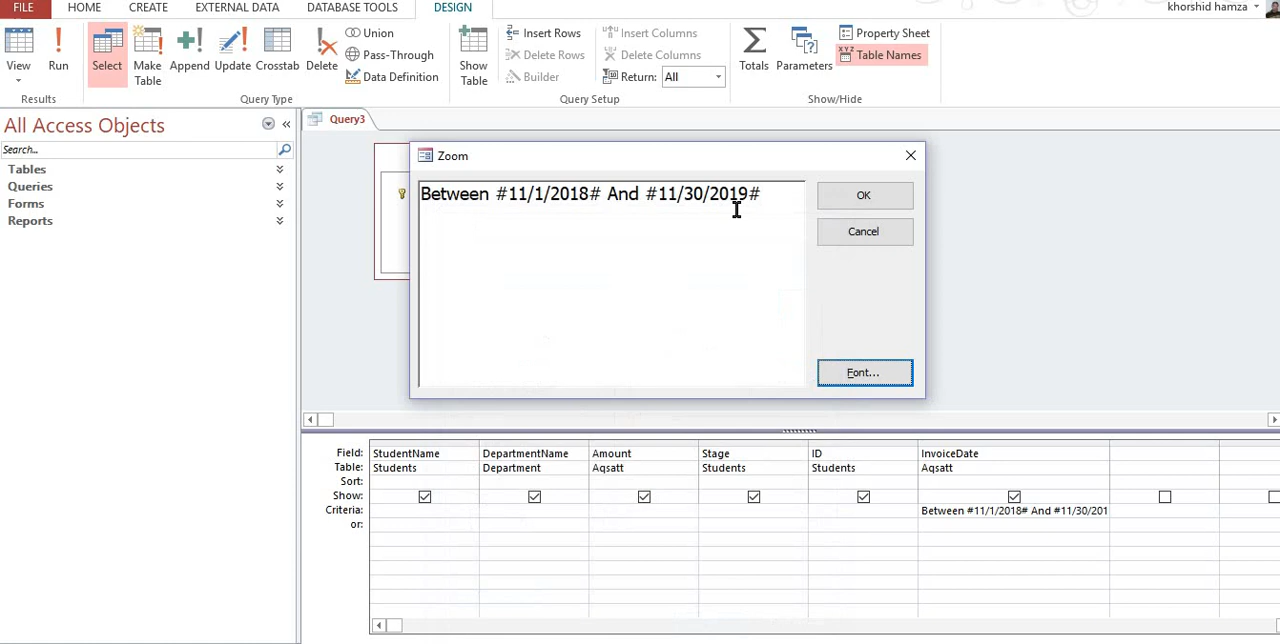 FILE HOME CREATE EXTERNAL DATA DATABASE TOOLS DESIGN khorshid hamza
View
Run
Results
Select
Make Table
Append
Update
Crosstab
Delete
Union
Pass-Through
Data Definition
Query Type
Show Table
Insert Rows
Delete Rows
Builder
Insert Columns
Delete Columns
Return: All
Query Setup
Totals
Parameters
Property Sheet
XYZ Table Names
Show/Hide
All Access Objects
Search...
Tables
Queries
Forms
Reports
Query3
Zoom
Between #11/1/2018# And #11/30/2019#
OK
Cancel
Font...
Field: StudentName DepartmentName Amount Stage ID InvoiceDate
Table: Students Department Aqsatt Students Students Aqsatt
Sort:
Show:
Criteria: Between #11/1/2018# And #11/30/201
or: